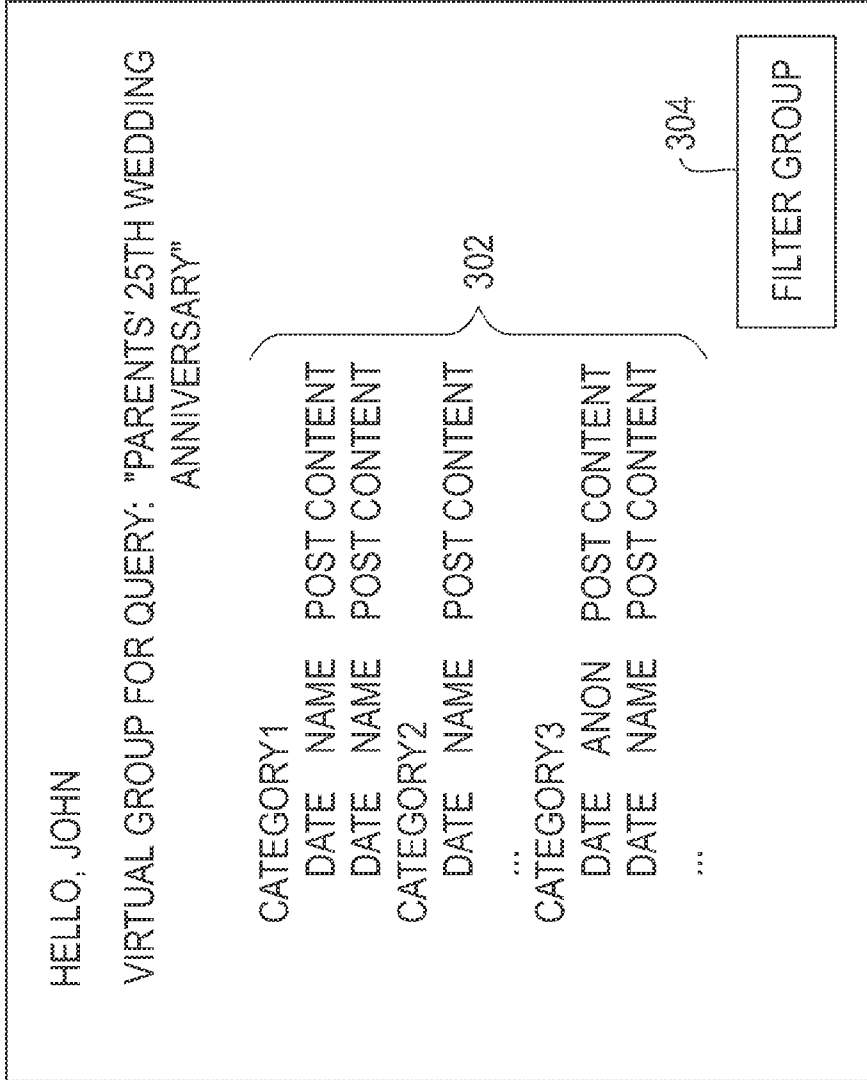 HELLO, JOHN
VIRTUAL GROUP FOR QUERY: "PARENTS' 25TH WEDDING
ANNIVERSARY"
CATEGORY1
DATE NAME POST CONTENT
DATE NAME POST CONTENT
CATEGORY2
DATE NAME POST CONTENT
...
CATEGORY3
DATE ANON POST CONTENT
DATE NAME POST CONTENT
...
302
304
FILTER GROUP